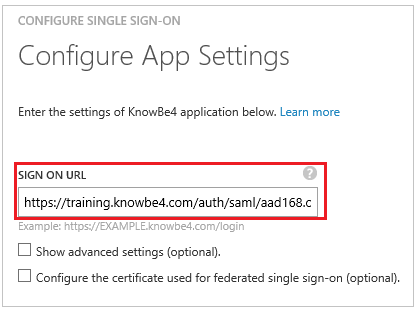 CONFIGURE SINGLE SIGN-ON
Configure App Settings
Enter the settings of KnowBe4 application below. Learn more
SIGN ON URL
?
https://training.knowbe4.com/auth/saml/aad168.c
Example: https://EXAMPLE.knowbe4.com/login
Show advanced settings (optional).
Configure the certificate used for federated single sign-on (optional).